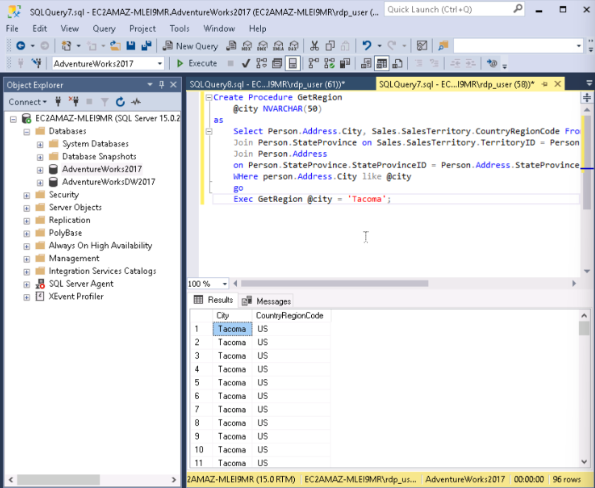 SQLQuery7.sql - EC2AMAZ-MLEI9MR.AdventureWorks2017 (EC2AMAZ-MLEI9MR\rdp_user (...
Quick Launch (Ctrl+Q)
File Edit View Query Project Tools Window Help
New Query
AdventureWorks2017
Execute
Object Explorer
Connect
EC2AMAZ-MLEI9MR (SQL Server 15.0.2
Databases
System Databases
Database Snapshots
AdventureWorks2017
AdventureWorksDW2017
Security
Server Objects
Replication
PolyBase
Always On High Availability
Management
Integration Services Catalogs
SQL Server Agent
XEvent Profiler
SQLQuery8.sql - EC...I9MR\rdp_user (61))*
SQLQuery7.sql - EC...I9MR\rdp_user (58))*
Create Procedure GetRegion
@city NVARCHAR(50)
as
Select Person.Address.City, Sales.SalesTerritory.CountryRegionCode Fro
Join Person.StateProvince on Sales.SalesTerritory.TerritoryID = Person
Join Person.Address
on Person.StateProvince.StateProvinceID = Person.Address.StateProvince
WHere person.Address.City like @city
go
Exec GetRegion @city = 'Tacoma';
100 %
Results Messages
City CountryRegionCode
1 Tacoma US
2 Tacoma US
3 Tacoma US
4 Tacoma US
5 Tacoma US
6 Tacoma US
7 Tacoma US
8 Tacoma US
9 Tacoma US
10 Tacoma US
11 Tacoma US
2AMAZ-MLEI9MR (15.0 RTM) EC2AMAZ-MLEI9MR\rdp_us... AdventureWorks2017 00:00:00 96 rows